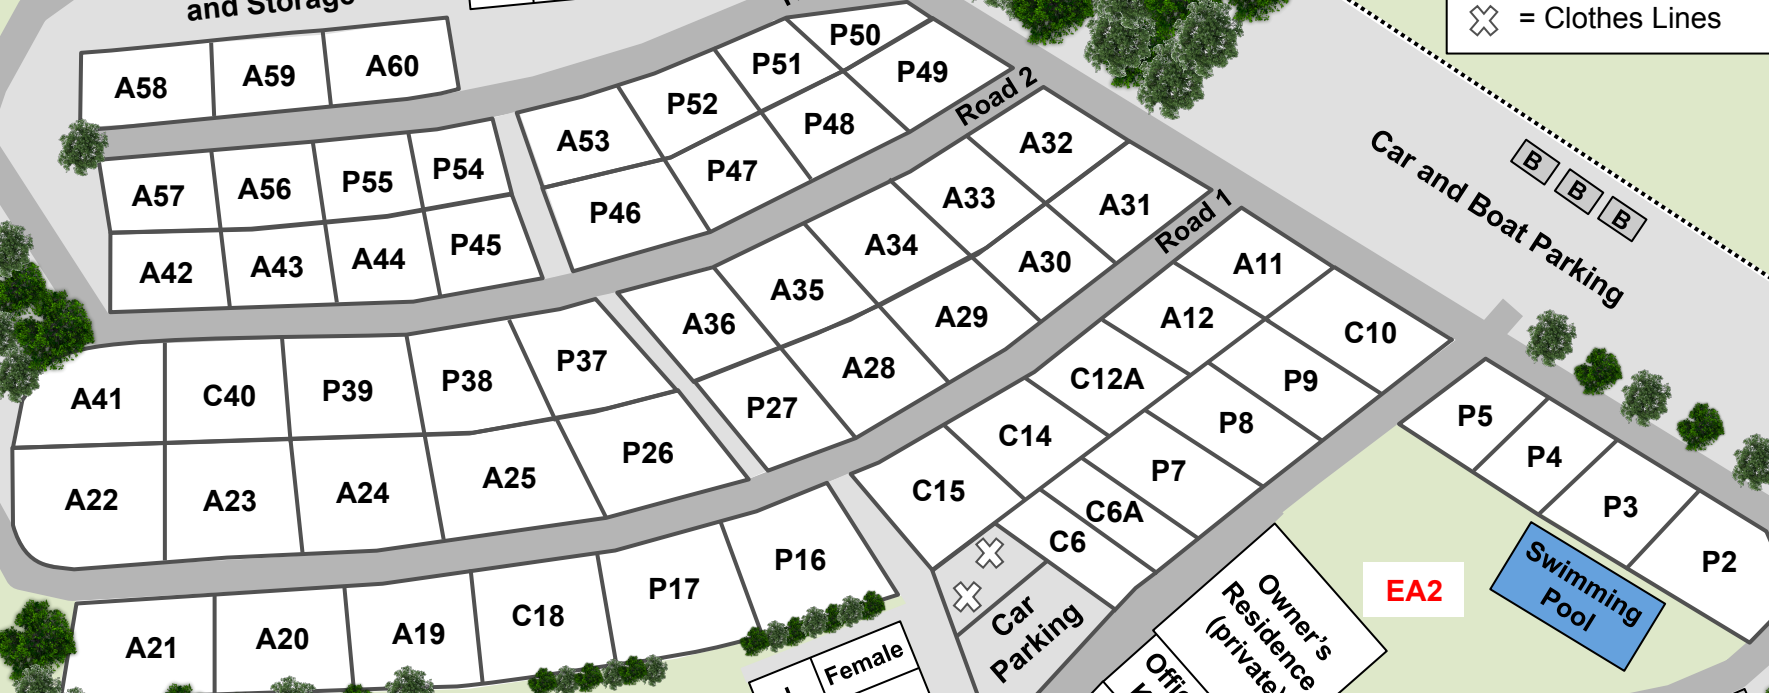 and Storage
= Clothes Lines
A58
A59
A60
P50
P51
P49
P52
A53
P48
P47
P46
Road 2
A57
A56
P55
P54
A42
A43
A44
P45
A32
A33
A31
A34
A30
A35
A29
A36
A28
P27
Road 1
Car and Boat Parking
B
B
B
A11
A12
C10
C12A
P9
C14
P8
C15
P7
C6A
C6
A41
C40
P39
P38
P37
A22
A23
A24
A25
P26
P5
P4
P3
P2
A21
A20
A19
C18
P17
P16
Car
Parking
Female
Owner's
Residence
(private)
EA2
Swimming
Pool